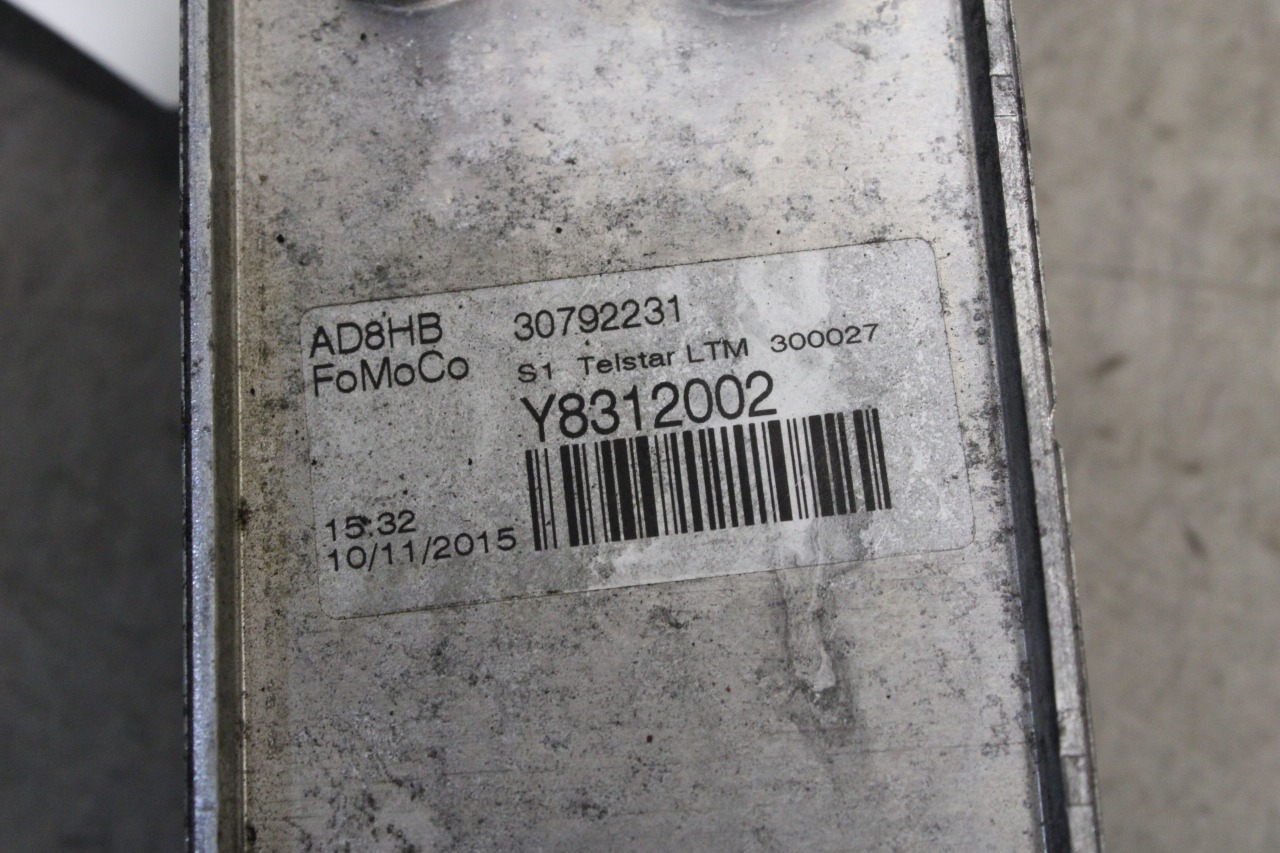 AD8HB 30792231
FoMoCo S1 Telstar LTM 300027
Y8312002
15:32
10/11/2015